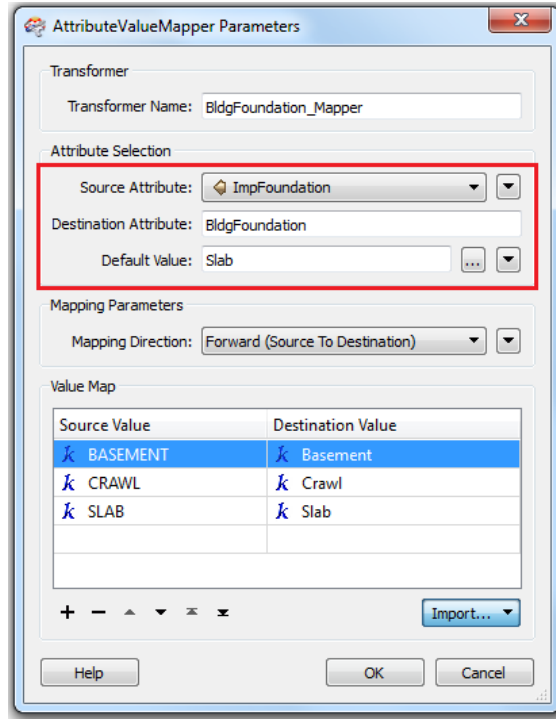 AttributeValueMapper Parameters
Transformer
Transformer Name: BldgFoundation_Mapper
Attribute Selection
Source Attribute: ImpFoundation
Destination Attribute: BldgFoundation
Default Value: Slab ...
Mapping Parameters
Mapping Direction: Forward (Source To Destination)
Value Map
Source Value Destination Value
k BASEMENT k Basement
k CRAWL k Crawl
k SLAB k Slab
Import...
Help OK Cancel